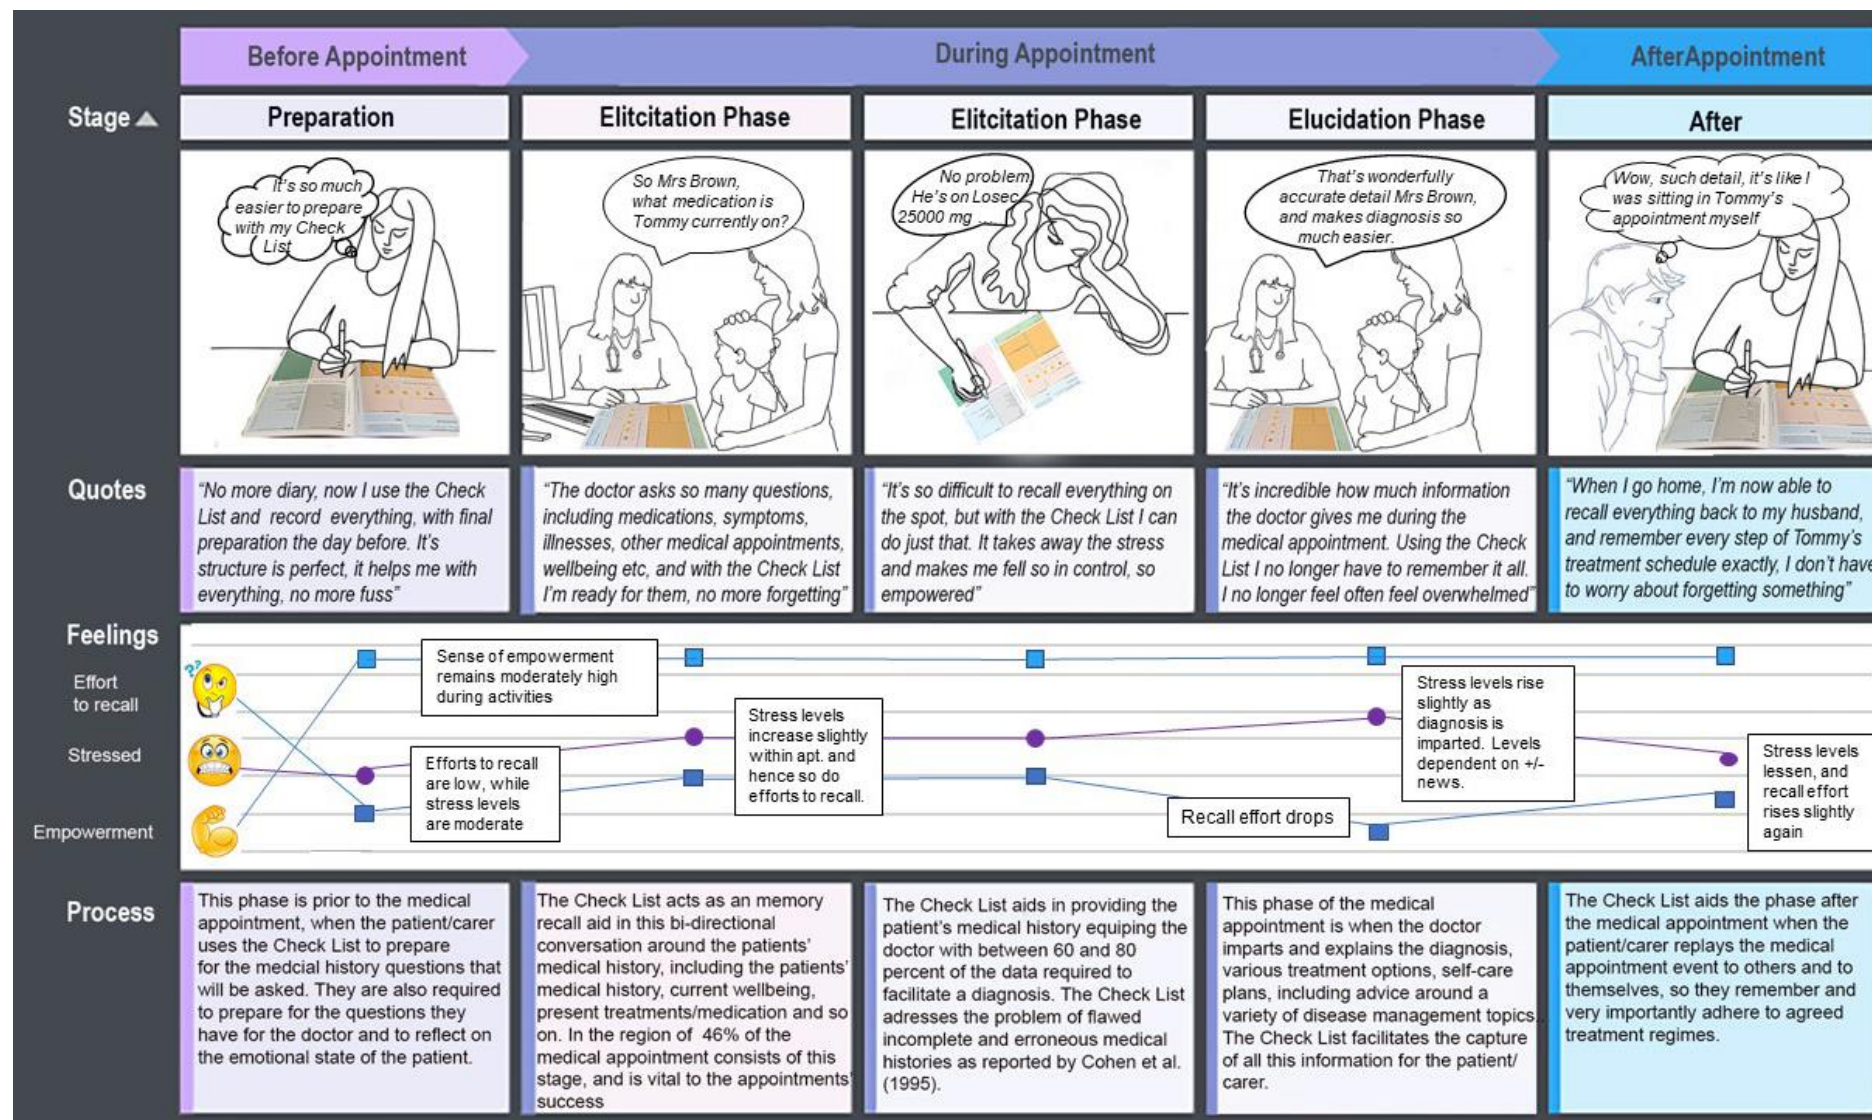 Before Appointment
During Appointment
AfterAppointment
Stage
Preparation
Elitcitation Phase
Elitcitation Phase
Elucidation Phase
After
It's so much
easier to prepare
with my Check
List
So Mrs Brown,
what medication is
Tommy currently on?
No problem
He's on Losec
25000 mg ....
That's wonderfully
accurate detail Mrs Brown,
and makes diagnosis so
much easier.
Wow, such detail, it's like I
was sitting in Tommy's
appointment myself
Quotes
“No more diary, now I use the Check
List and record everything, with final
preparation the day before. It's
structure is perfect, it helps me with
everything, no more fuss”
“The doctor asks so many questions,
including medications, symptoms,
illnesses, other medical appointments,
wellbeing etc, and with the Check List
I'm ready for them, no more forgetting”
“It's so difficult to recall everything on
the spot, but with the Check List I can
do just that. It takes away the stress
and makes me fell so in control, so
empowered”
“It's incredible how much information
the doctor gives me during the
medical appointment. Using the Check
List I no longer have to remember it all.
I no longer feel often feel overwhelmed”
“When I go home, I'm now able to
recall everything back to my husband,
and remember every step of Tommy's
treatment schedule exactly, I don't have
to worry about forgetting something”
Feelings
Effort
to recall
Stressed
Empowerment
??
Sense of empowerment
remains moderately high
during activities
Efforts to recall
are low, while
stress levels
are moderate
Stress levels
increase slightly
within apt. and
hence so do
efforts to recall.
Recall effort drops
Stress levels rise
slightly as
diagnosis is
imparted. Levels
dependent on +/-
news.
Stress levels
lessen, and
recall effort
rises slightly
again
Process
This phase is prior to the medical
appointment, when the patient/carer
uses the Check List to prepare
for the medcial history questions that
will be asked. They are also required
to prepare for the questions they
have for the doctor and to reflect on
the emotional state of the patient.
The Check List acts as an memory
recall aid in this bi-directional
conversation around the patients'
medical history, including the patients'
medical history, current wellbeing,
present treatments/medication and so
on. In the region of 46% of the
medical appointment consists of this
stage, and is vital to the appointments'
success
The Check List aids in providing the
patient's medical history equiping the
doctor with between 60 and 80
percent of the data required to
facilitate a diagnosis. The Check List
adresses the problem of flawed
incomplete and erroneous medical
histories as reported by Cohen et al.
(1995).
This phase of the medical
appointment is when the doctor
imparts and explains the diagnosis,
various treatment options, self-care
plans, including advice around a
variety of disease management topics.
The Check List facilitates the capture
of all this information for the patient/
carer.
The Check List aids the phase after
the medical appointment when the
patient/carer replays the medical
appointment event to others and to
themselves, so they remember and
very importantly adhere to agreed
treatment regimes.